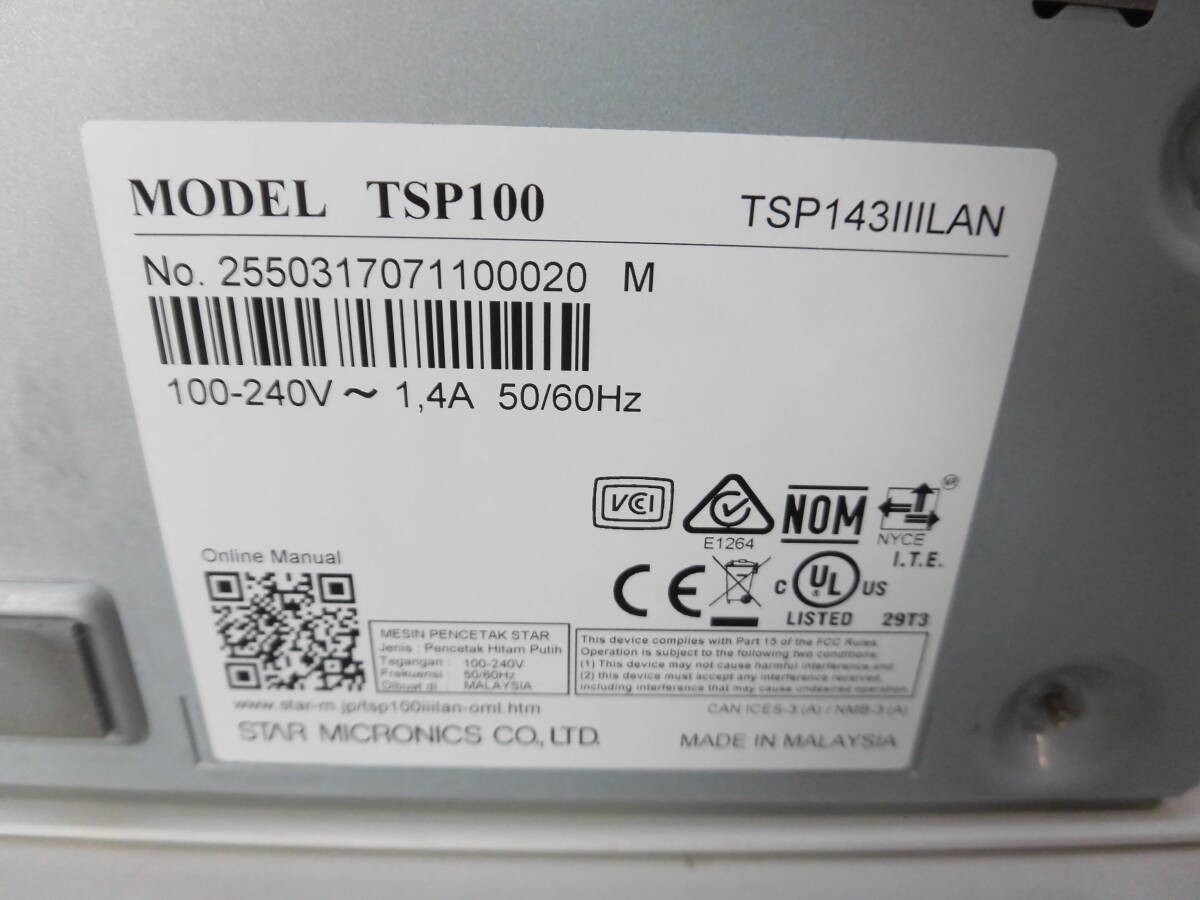 MODEL TSP100 TSP143IIILAN
No. 2550317071100020 M
100-240V ~ 1,4A 50/60Hz
VCI
E1264
NOM
NYCE
I.T.E.
Online Manual
CE
C UL US
LISTED 29T3
MESIN PENCETAK STAR
Jenis : Pencetak Hitam Putih
Tegangan : 100-240V
Frekuensi : 50/60Hz
Dibuat di : MALAYSIA
This device complies with Part 15 of the FCC Rules.
Operation is subject to the following two conditions:
(1) This device may not cause harmful interference, and
(2) this device must accept any interference received,
including interference that may cause undesired operation.
www.star-m.jp/tsp100iiilan-oml.htm
CAN ICES-3 (A) / NMB-3 (A)
STAR MICRONICS CO., LTD.
MADE IN MALAYSIA